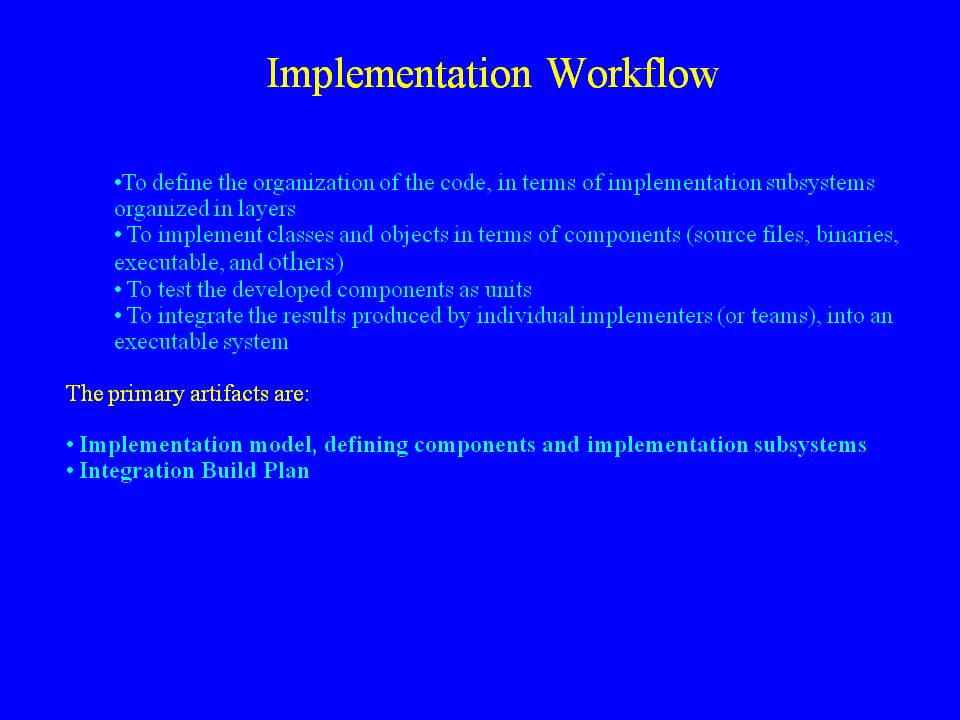 Implementation Workflow
•To define the organization of the code, in terms of implementation subsystems
organized in layers
• To implement classes and objects in terms of components (source files, binaries,
executable, and others)
• To test the developed components as units
• To integrate the results produced by individual implementers (or teams), into an
executable system
The primary artifacts are:
• Implementation model, defining components and implementation subsystems
• Integration Build Plan